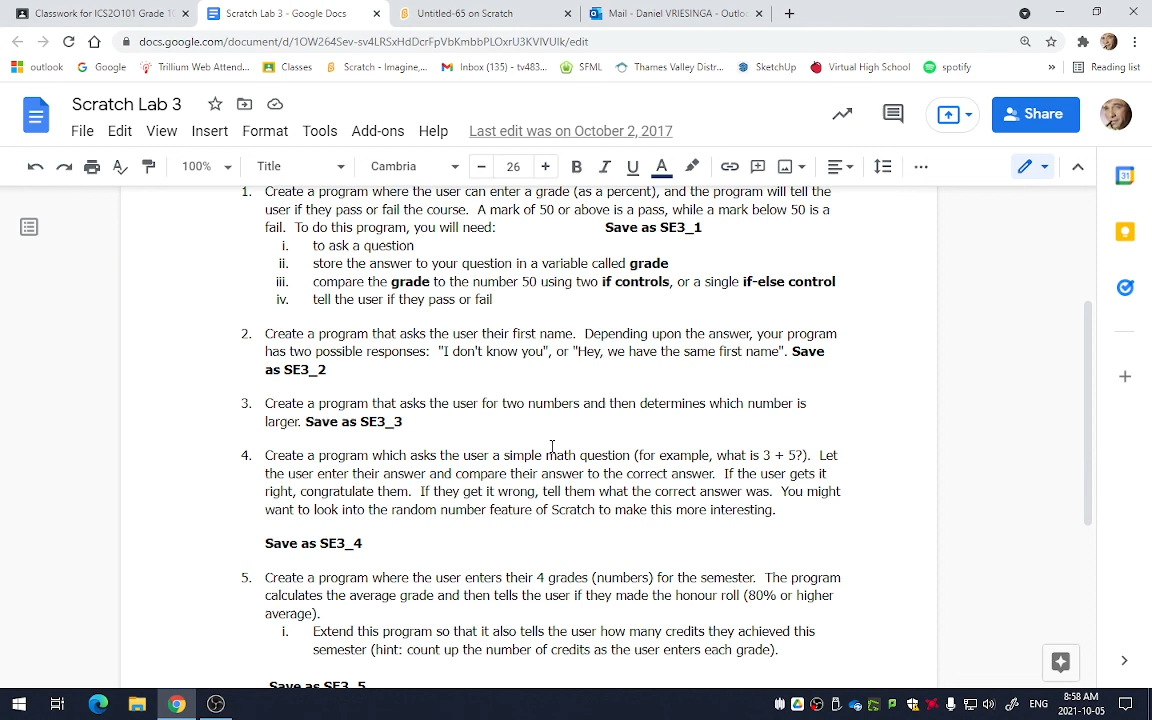 Classwork for ICS2O101 Grade 10
Scratch Lab 3 - Google Docs
Untitled-65 on Scratch
Mail - Daniel VRIESINGA - Outloo
docs.google.com/document/d/1OW264Sev-sv4LRSxHdDcrFpVbKmbbPLOxrU3KVlVUlk/edit
outlook
Google
Trillium Web Attend...
Classes
Scratch - Imagine,...
Inbox (135) - tv483...
SFML
Thames Valley Distr...
SketchUp
Virtual High School
spotify
»
Reading list
Scratch Lab 3
File Edit View Insert Format Tools Add-ons Help Last edit was on October 2, 2017
Share
100% Title Cambria 26 B I U A
1. Create a program where the user can enter a grade (as a percent), and the program will tell the
user if they pass or fail the course. A mark of 50 or above is a pass, while a mark below 50 is a
fail. To do this program, you will need: Save as SE3_1
i. to ask a question
ii. store the answer to your question in a variable called grade
iii. compare the grade to the number 50 using two if controls, or a single if-else control
iv. tell the user if they pass or fail
2. Create a program that asks the user their first name. Depending upon the answer, your program
has two possible responses: "I don't know you", or "Hey, we have the same first name". Save
as SE3_2
3. Create a program that asks the user for two numbers and then determines which number is
larger. Save as SE3_3
4. Create a program which asks the user a simple math question (for example, what is 3 + 5?). Let
the user enter their answer and compare their answer to the correct answer. If the user gets it
right, congratulate them. If they get it wrong, tell them what the correct answer was. You might
want to look into the random number feature of Scratch to make this more interesting.
Save as SE3_4
5. Create a program where the user enters their 4 grades (numbers) for the semester. The program
calculates the average grade and then tells the user if they made the honour roll (80% or higher
average).
i. Extend this program so that it also tells the user how many credits they achieved this
semester (hint: count up the number of credits as the user enters each grade).
Save as SE3_5
31
ENG
8:58 AM
2021-10-05